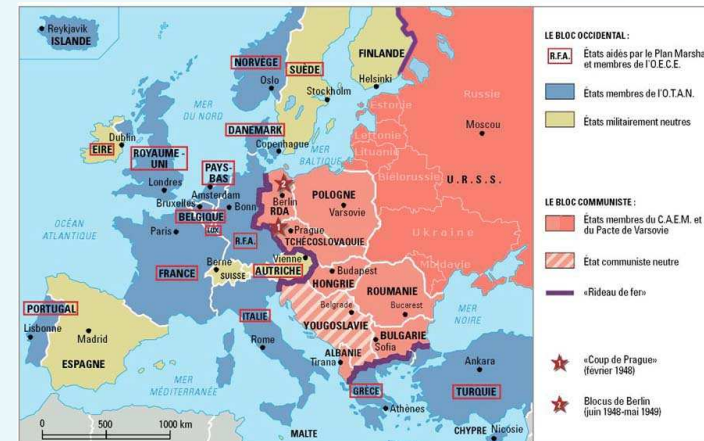 Reykjavik
ISLANDE
NORVÈGE
Oslo
SUÈDE
Stockholm
FINLANDE
Helsinki
MER
DU NORD
DANEMARK
Copenhague
MER
BALTIQUE
Estonie
Lettonie
Lituanie
Biélorussie
Russie
Moscou
U.R.S.S.
EIRE
Dublin
ROYAUME-
UNI
Londres
PAYS-
BAS
Amsterdam
Bruxelles
BELGIQUE
LUX.
Bonn
R.F.A.
2
Berlin
RDA
POLOGNE
Varsovie
1
Prague
TCHÉCOSLOVAQUIE
Ukraine
Moldavie
OCÉAN
ATLANTIQUE
Paris
FRANCE
Berne
SUISSE
Vienne
AUTRICHE
Budapest
HONGRIE
ROUMANIE
Bucarest
Belgrade
YOUGOSLAVIE
BULGARIE
Sofia
ALBANIE
Tirana
MER
NOIRE
PORTUGAL
Lisbonne
Madrid
ESPAGNE
ITALIE
Rome
MER
MÉDITERRANÉE
GRÈCE
Athènes
Ankara
TURQUIE
MALTE
CHYPRE
Nicosie
0
500
1000 km
LE BLOC OCCIDENTAL :
R.F.A.
États aidés par le Plan Marsha
et membres de l'O.E.C.E.
États membres de l'O.T.A.N.
États militairement neutres
LE BLOC COMMUNISTE :
États membres du C.A.E.M. et
du Pacte de Varsovie
État communiste neutre
«Rideau de fer»
1
«Coup de Prague»
(février 1948)
2
Blocus de Berlin
(juin 1948-mai 1949)